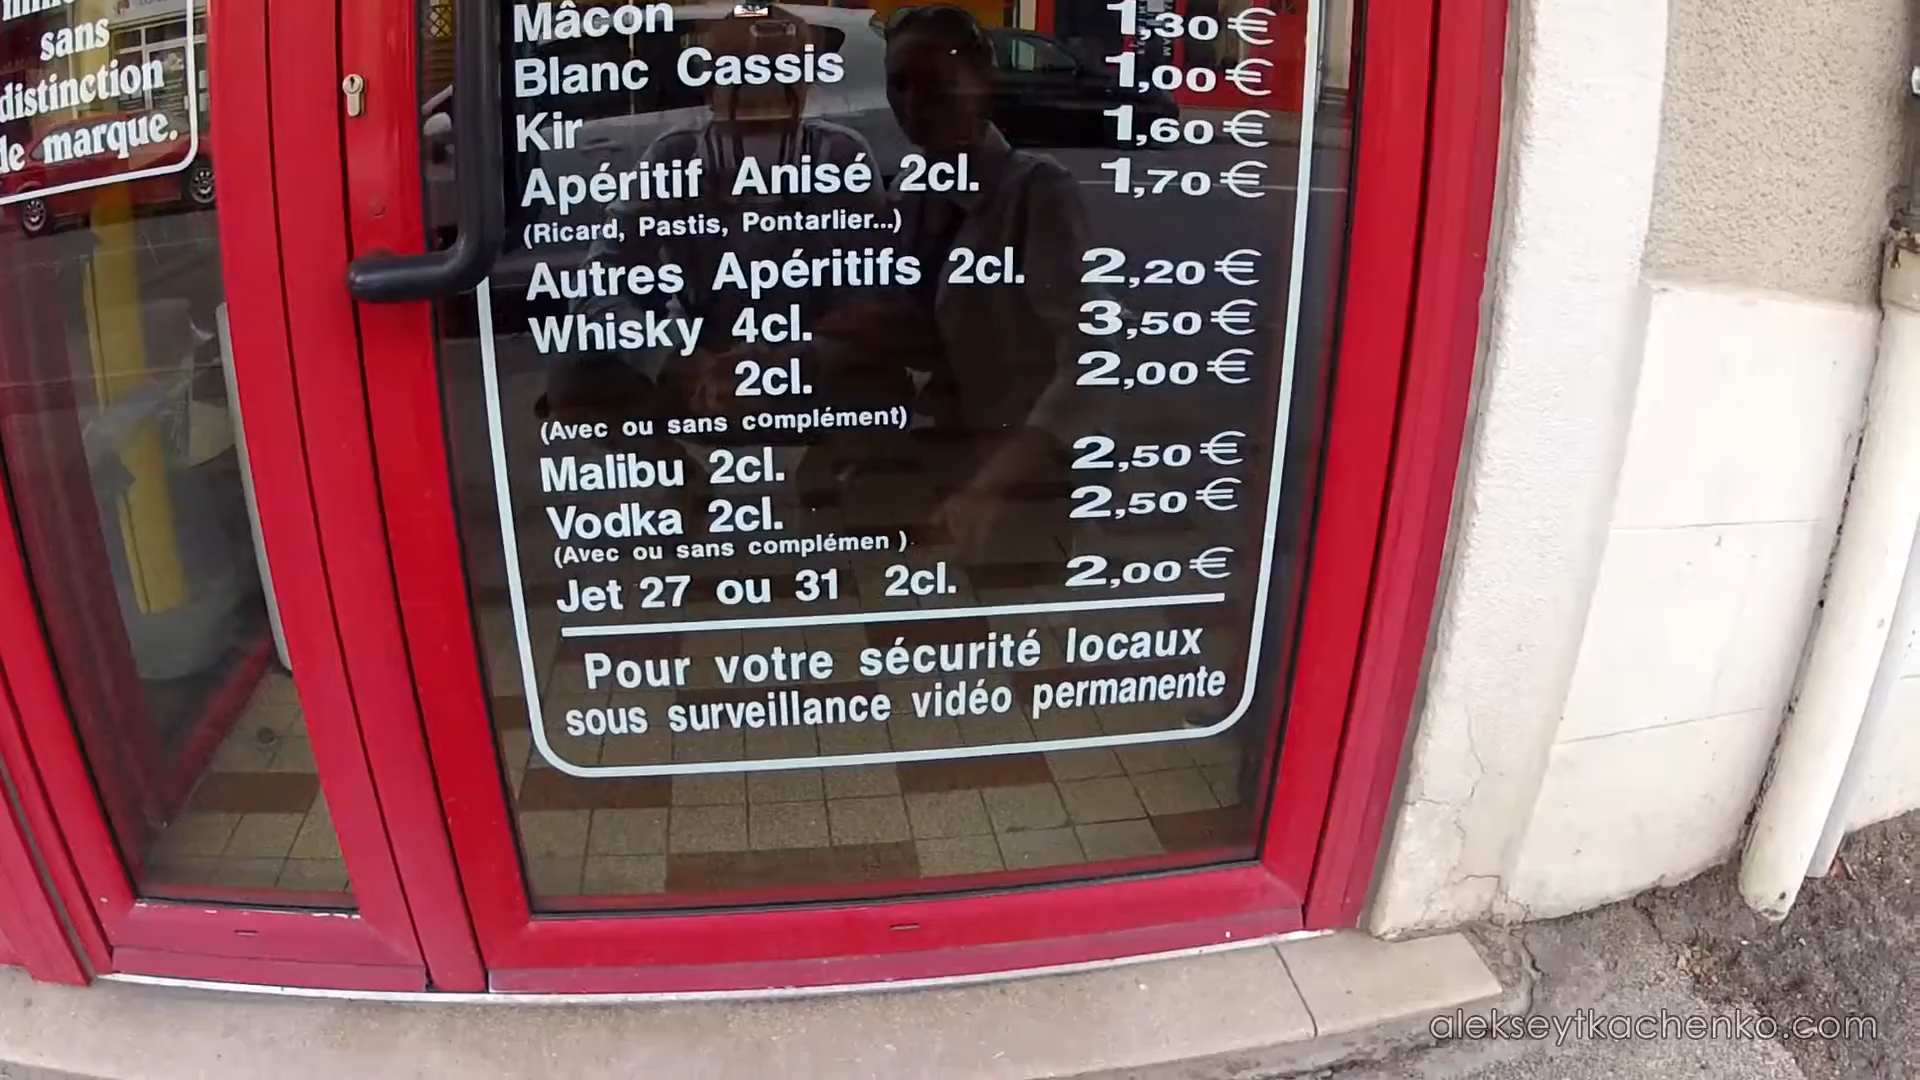 sans
distinction
de marque.
Mâcon 1,30 €
Blanc Cassis 1,00 €
Kir 1,60 €
Apéritif Anisé 2cl. 1,70 €
(Ricard, Pastis, Pontarlier...)
Autres Apéritifs 2cl. 2,20 €
Whisky 4cl. 3,50 €
2cl. 2,00 €
(Avec ou sans complément)
Malibu 2cl. 2,50 €
Vodka 2cl. 2,50 €
(Avec ou sans complémen )
Jet 27 ou 31 2cl. 2,00 €
Pour votre sécurité locaux
sous surveillance vidéo permanente
alekseytkachenko.com